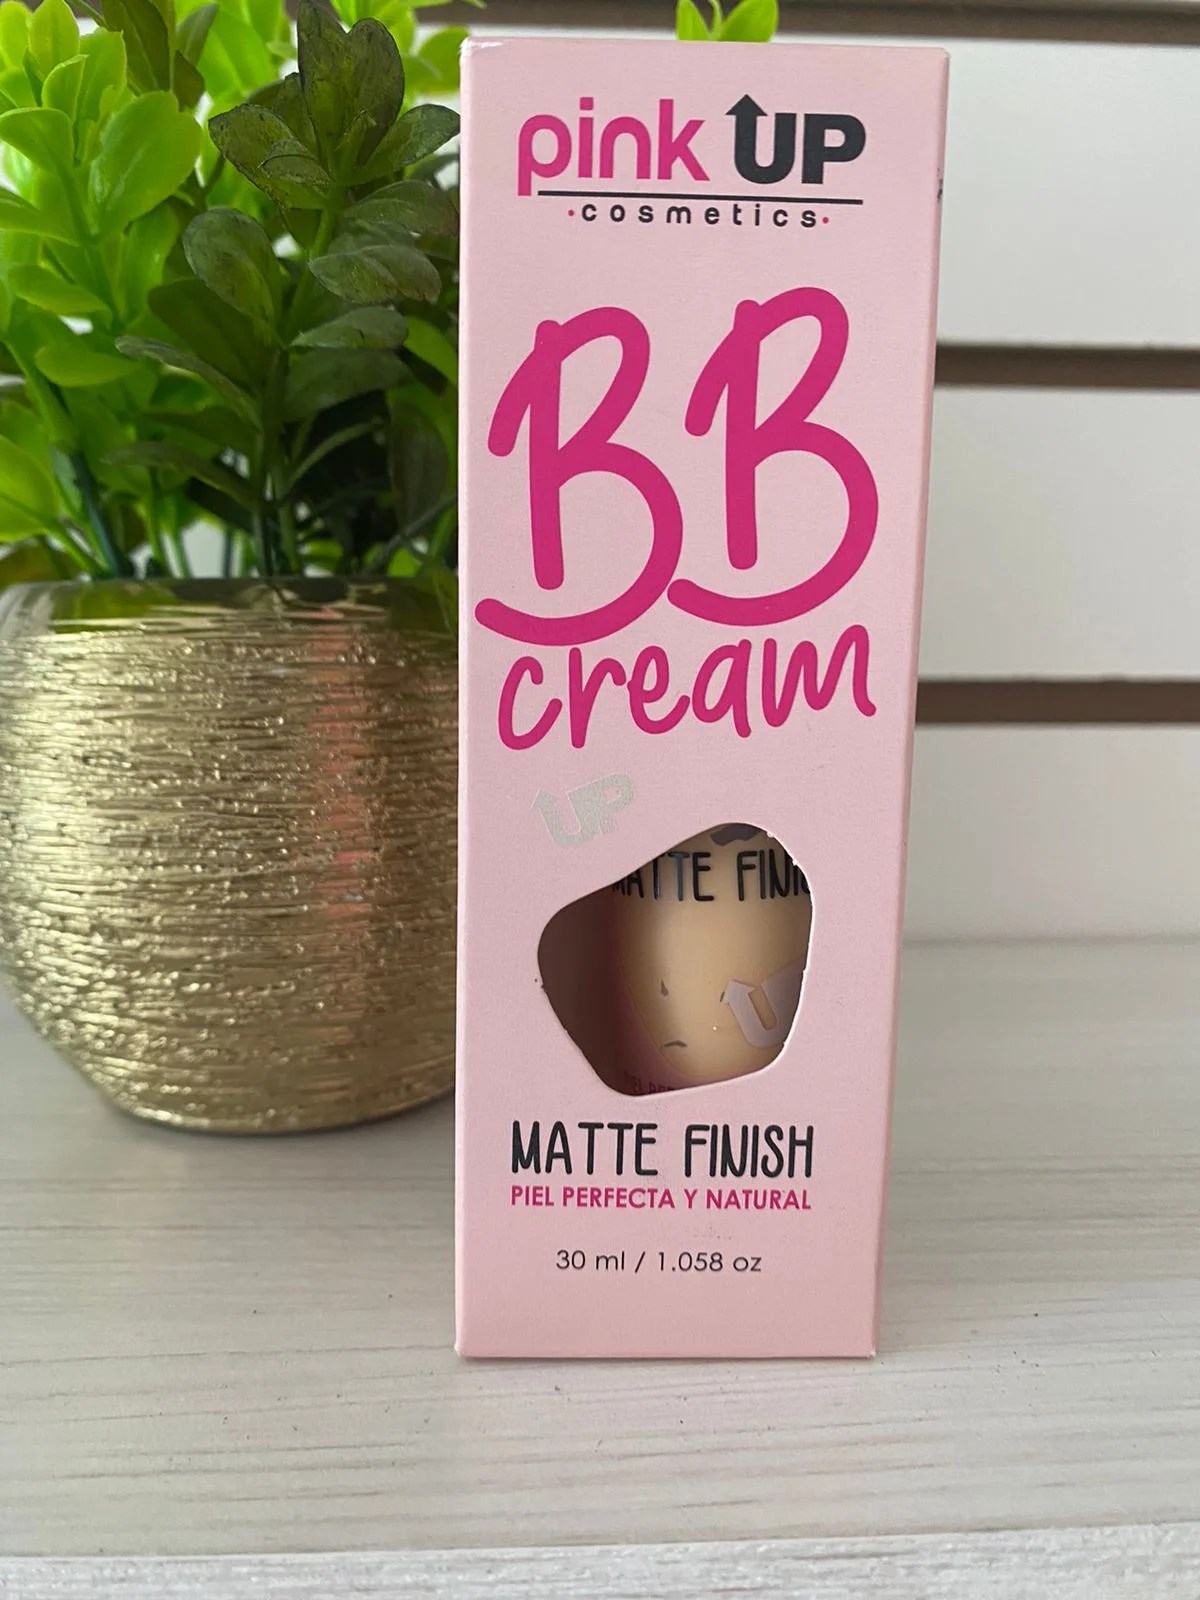 pink UP
·cosmetics·
BB
cream
UP
MATTE FINISH
PIEL PERFECTA Y NATURAL
30 ml / 1.058 oz